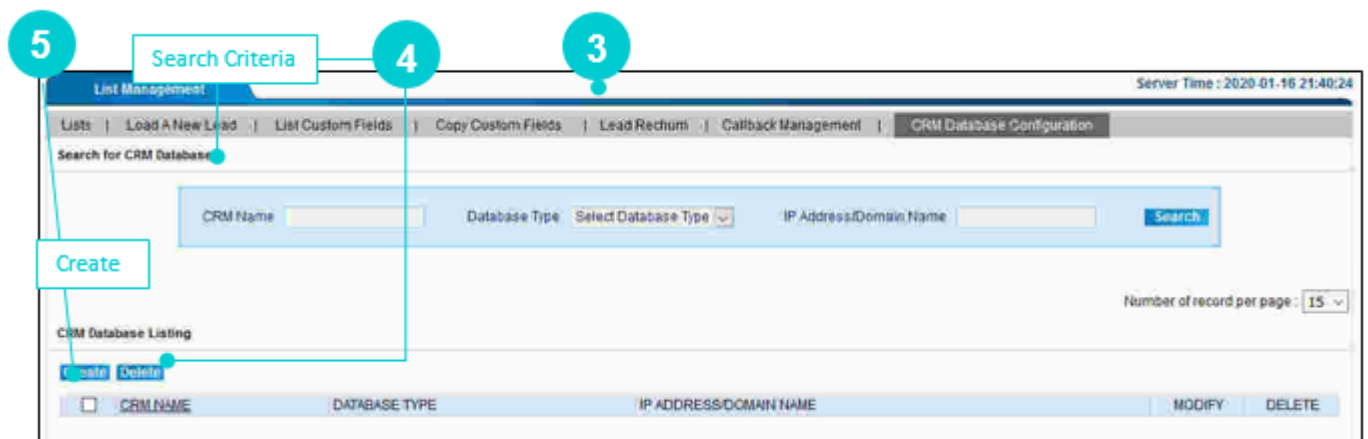 5
Search Criteria
4
3
List Management
Server Time : 2020-01-16 21:40:24
Lists | Load A New Lead | List Custom Fields | Copy Custom Fields | Lead Rechurn | Callback Management | CRM Database Configuration
Search for CRM Database
CRM Name Database Type Select Database Type IP Address/Domain Name Search
Create
Number of record per page : 15
CRM Database Listing
Create Delete
CRM NAME DATABASE TYPE IP ADDRESS/DOMAIN NAME MODIFY DELETE